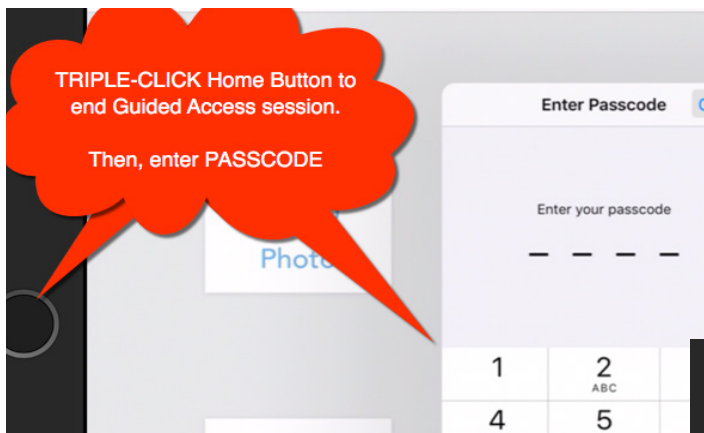 TRIPLE-CLICK Home Button to
end Guided Access session.
Then, enter PASSCODE
Enter Passcode
Enter your passcode
Photo
1
2
ABC
4
5